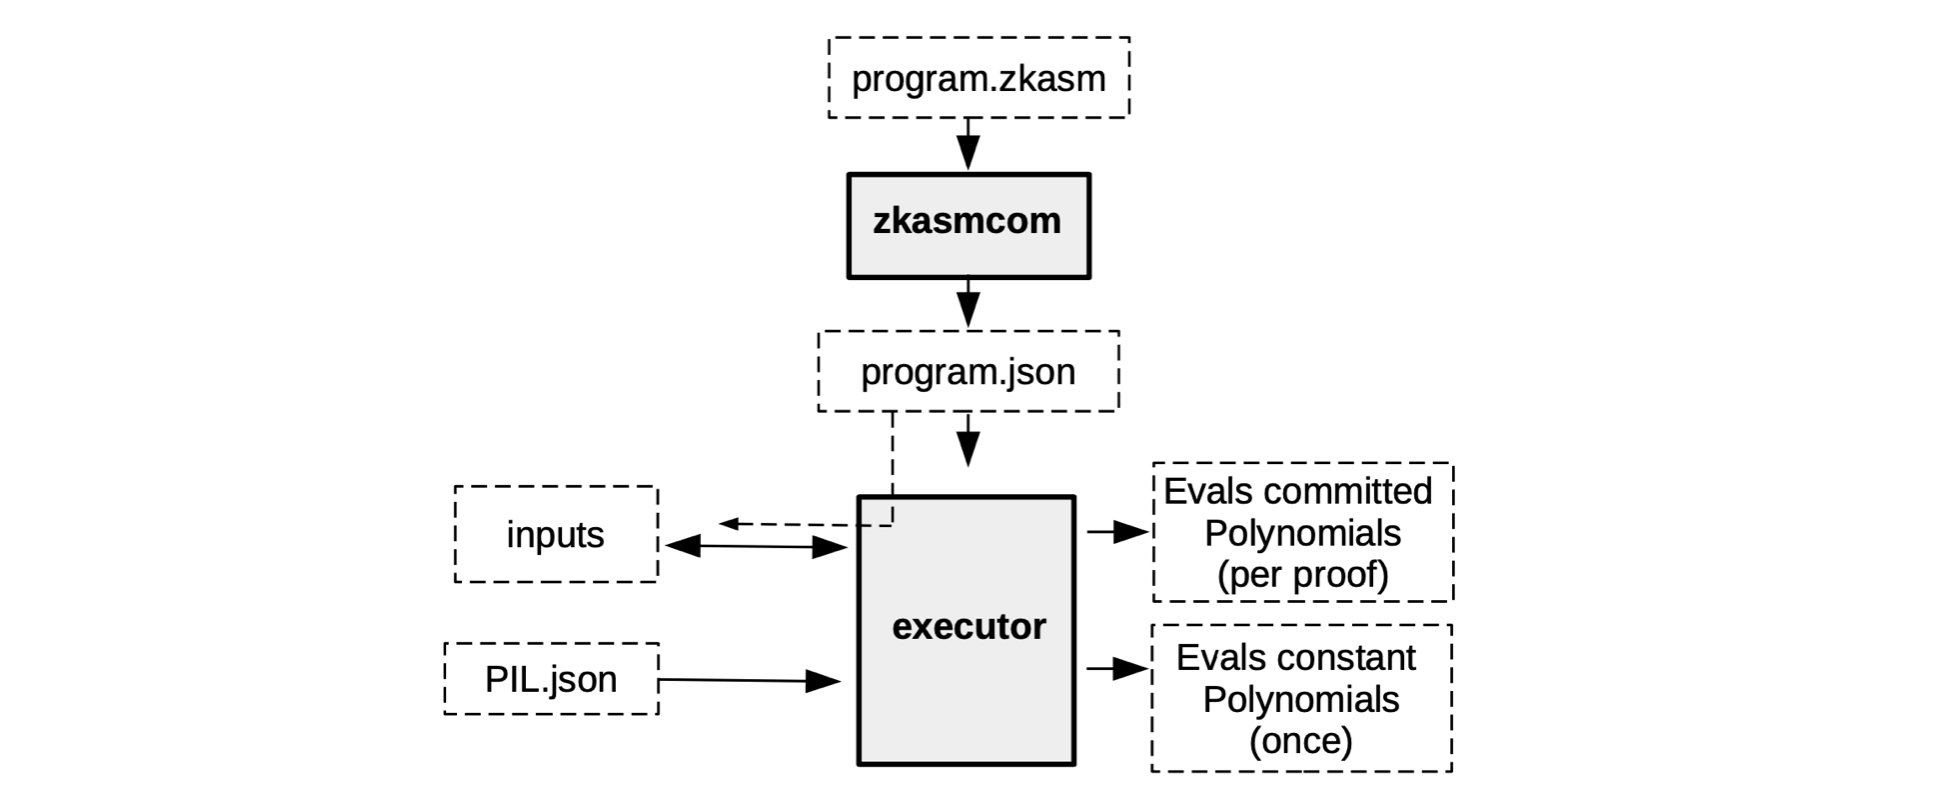 program.zkasm
zkasmcom
program.json
inputs
PIL.json
executor
Evals committed
Polynomials
(per proof)
Evals constant
Polynomials
(once)